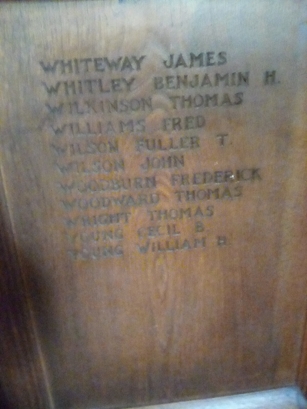 WHITEWAY JAMES
WHITLEY BENJAMIN H.
WILKINSON THOMAS
WILLIAMS FRED
WILSON FULLER T.
WILSON JOHN
WOODBURN FREDERICK
WOODWARD THOMAS
WRIGHT THOMAS
YOUNG CECIL B
YOUNG WILLIAM H.